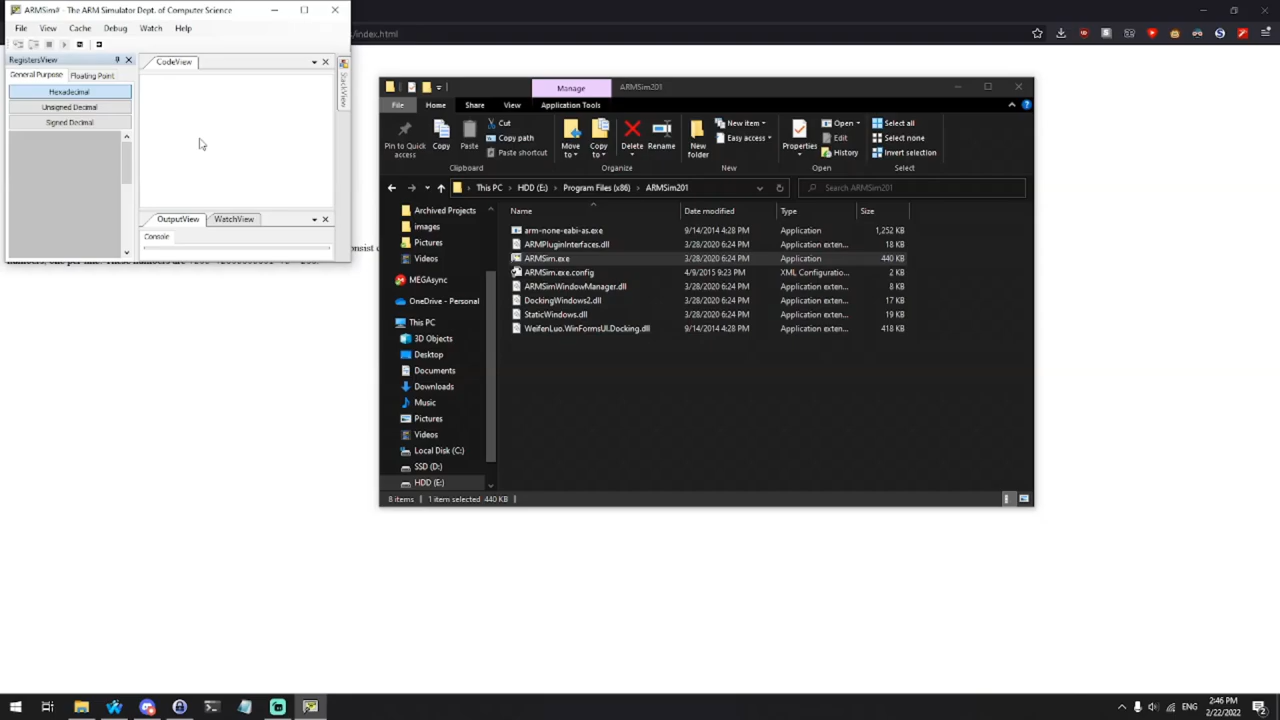 ARMSim# - The ARM Simulator Dept. of Computer Science
File View Cache Debug Watch Help
RegistersView
General Purpose Floating Point
Hexadecimal
Unsigned Decimal
Signed Decimal
CodeView
StackView
OutputView WatchView
Console
/index.html
Manage ARMSim201
File Home Share View Application Tools
Pin to Quick access
Copy
Paste
Cut
Copy path
Paste shortcut
Move to
Copy to
Delete
Rename
New folder
New item
Easy access
Properties
Open
Edit
History
Select all
Select none
Invert selection
Clipboard Organize New Open Select
This PC HDD (E:) Program Files (x86) ARMSim201 Search ARMSim201
Archived Projects
images
Pictures
Videos
MEGAsync
OneDrive - Personal
This PC
3D Objects
Desktop
Documents
Downloads
Music
Pictures
Videos
Local Disk (C:)
SSD (D:)
HDD (E:)
Name Date modified Type Size
arm-none-eabi-as.exe 9/14/2014 4:28 PM Application 1,252 KB
ARMPluginInterfaces.dll 3/28/2020 6:24 PM Application exten... 18 KB
ARMSim.exe 3/28/2020 6:24 PM Application 440 KB
ARMSim.exe.config 4/9/2015 9:23 PM XML Configuratio... 2 KB
ARMSimWindowManager.dll 3/28/2020 6:24 PM Application exten... 8 KB
DockingWindows2.dll 3/28/2020 6:24 PM Application exten... 17 KB
StaticWindows.dll 3/28/2020 6:24 PM Application exten... 19 KB
WeifenLuo.WinFormsUI.Docking.dll 9/14/2014 4:28 PM Application exten... 418 KB
8 items 1 item selected 440 KB
ENG
2:46 PM
2/22/2022
2